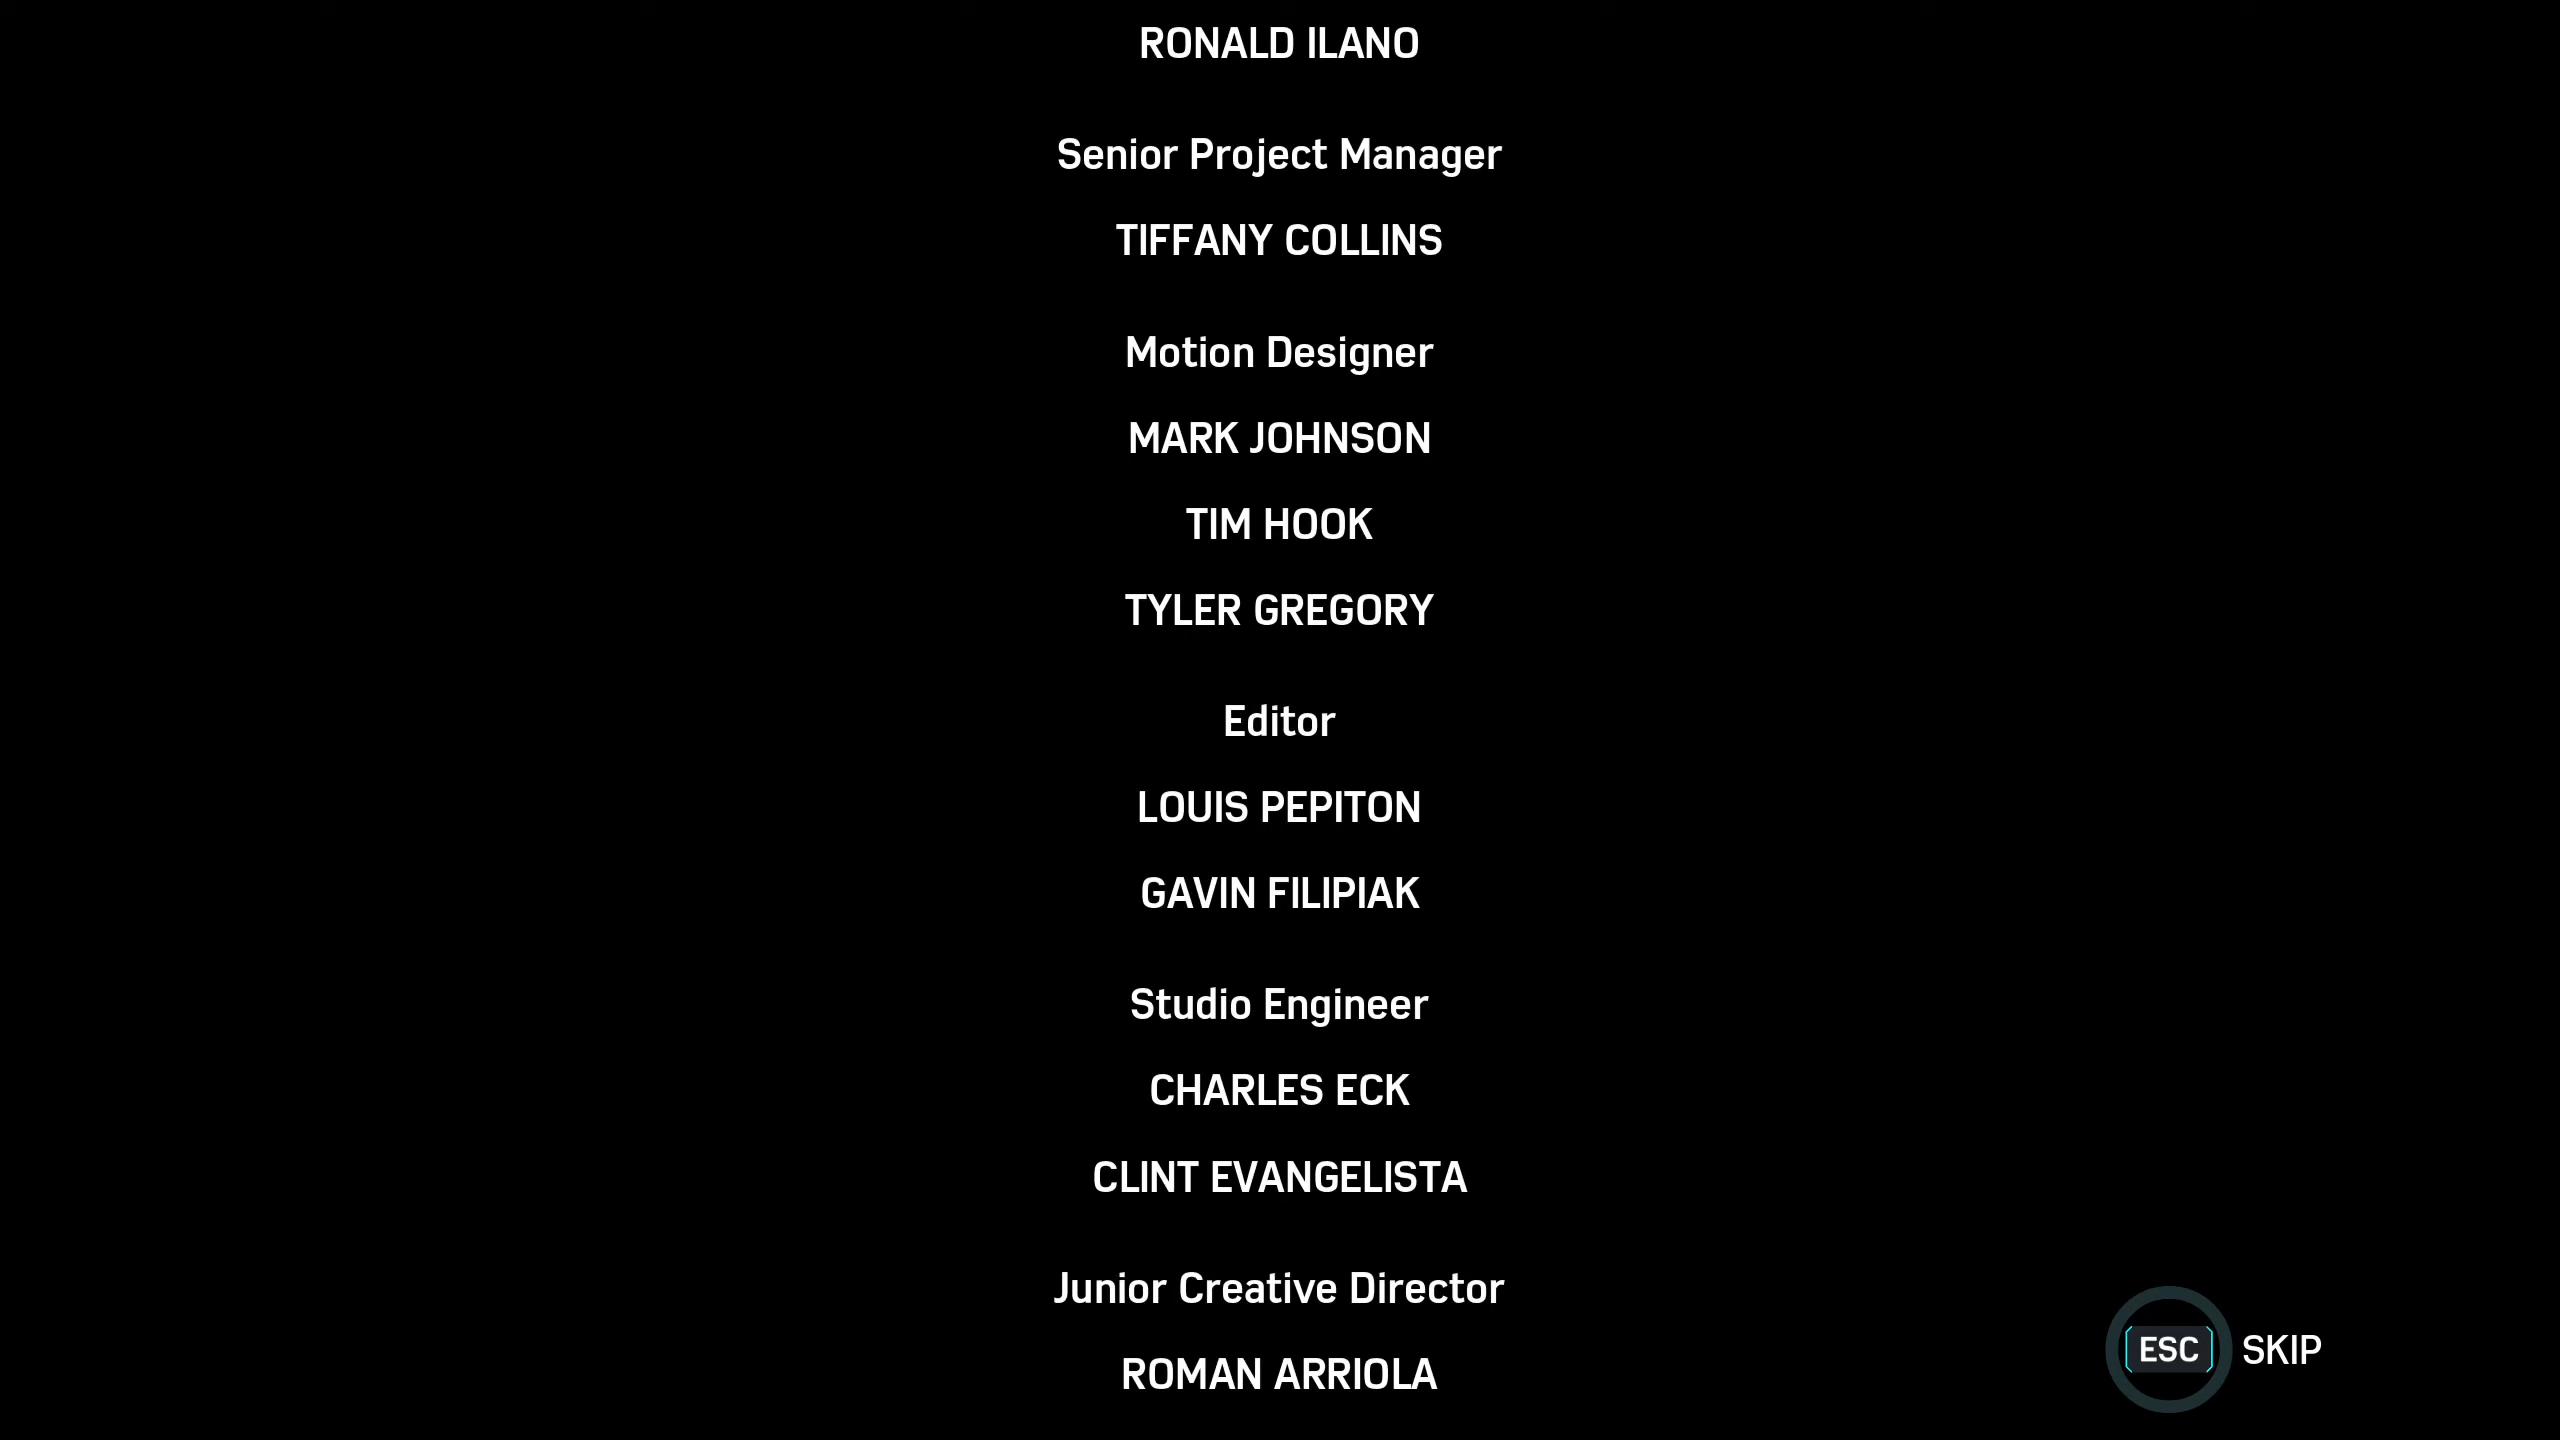 RONALD ILANO
Senior Project Manager
TIFFANY COLLINS
Motion Designer
MARK JOHNSON
TIM HOOK
TYLER GREGORY
Editor
LOUIS PEPITON
GAVIN FILIPIAK
Studio Engineer
CHARLES ECK
CLINT EVANGELISTA
Junior Creative Director
ESC SKIP
ROMAN ARRIOLA